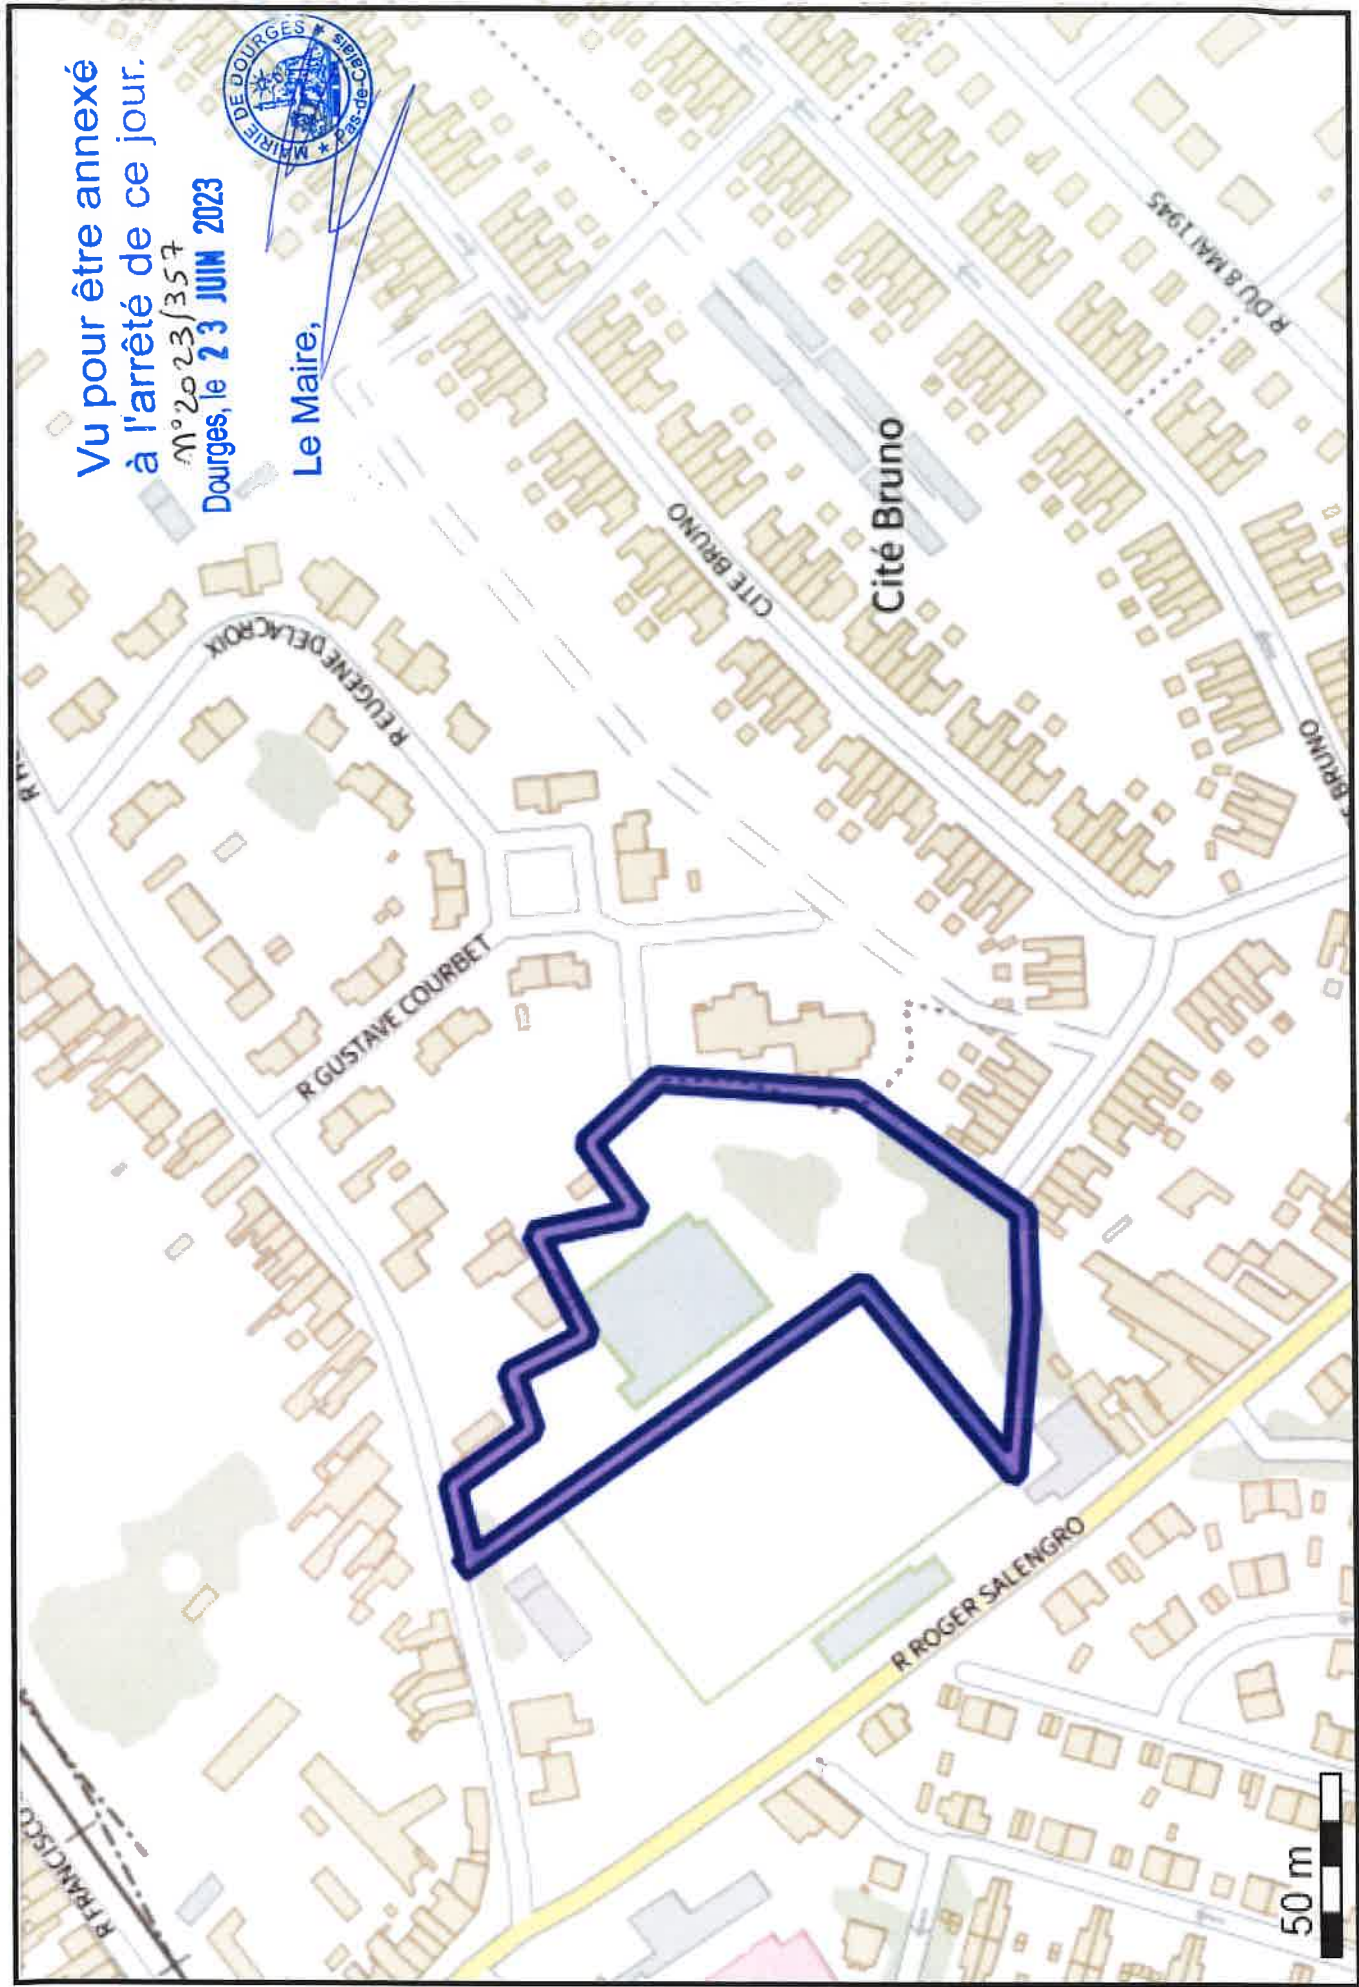 Vu pour être annexé
à l'arrêté de ce jour.
n°2023/357
Dourges, le 23 JUIN 2023
Le Maire,
MAIRIE DE DOURGES
★ Pas-de-Calais ★
R EUGENE DELACROIX
R GUSTAVE COURBET
CITE BRUNO
Cité Bruno
R DU 8 MAI 1945
BRUNO
R ROGER SALENGRO
R FRANCISCO
50 m